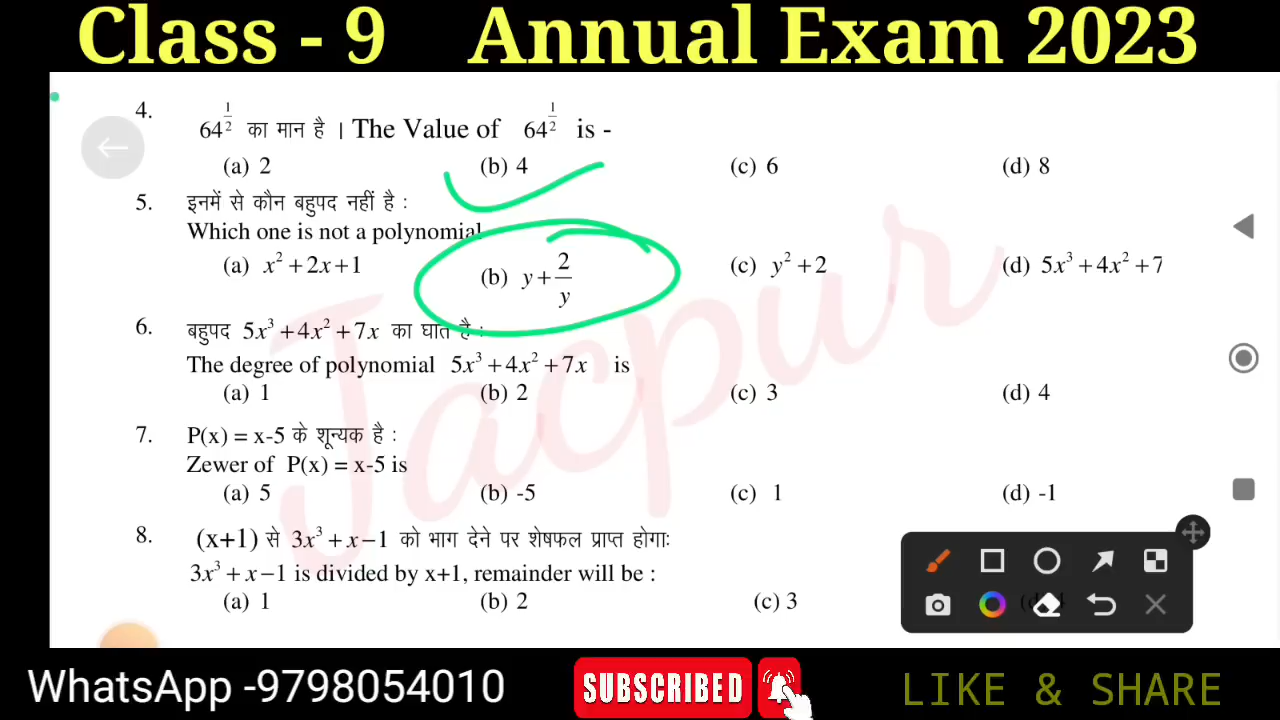 Class - 9 Annual Exam 2023
4. 64^{1/2} का मान है । The Value of 64^{1/2} is -
(a) 2 (b) 4 (c) 6 (d) 8
5. इनमें से कौन बहुपद नहीं है :
Which one is not a polynomial
(a) x² + 2x + 1 (b) y + 2/y (c) y² + 2 (d) 5x³ + 4x² + 7
6. बहुपद 5x³ + 4x² + 7x का घात है :
The degree of polynomial 5x³ + 4x² + 7x is
(a) 1 (b) 2 (c) 3 (d) 4
7. P(x) = x-5 के शून्यक है :
Zewer of P(x) = x-5 is
(a) 5 (b) -5 (c) 1 (d) -1
8. (x+1) से 3x³ + x − 1 को भाग देने पर शेषफल प्राप्त होगाः
3x³ + x − 1 is divided by x+1, remainder will be :
(a) 1 (b) 2 (c) 3
Jacpur
WhatsApp -9798054010 SUBSCRIBED LIKE & SHARE